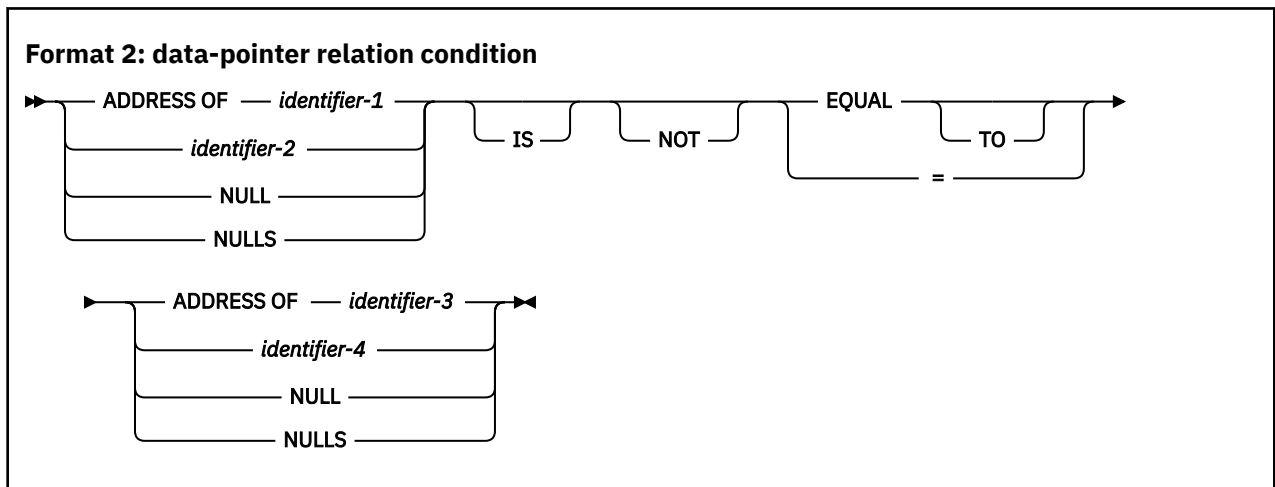 Format 2: data-pointer relation condition
ADDRESS OF identifier-1 EQUAL
IS NOT TO
identifier-2
=
NULL
NULLS
ADDRESS OF identifier-3
identifier-4
NULL
NULLS